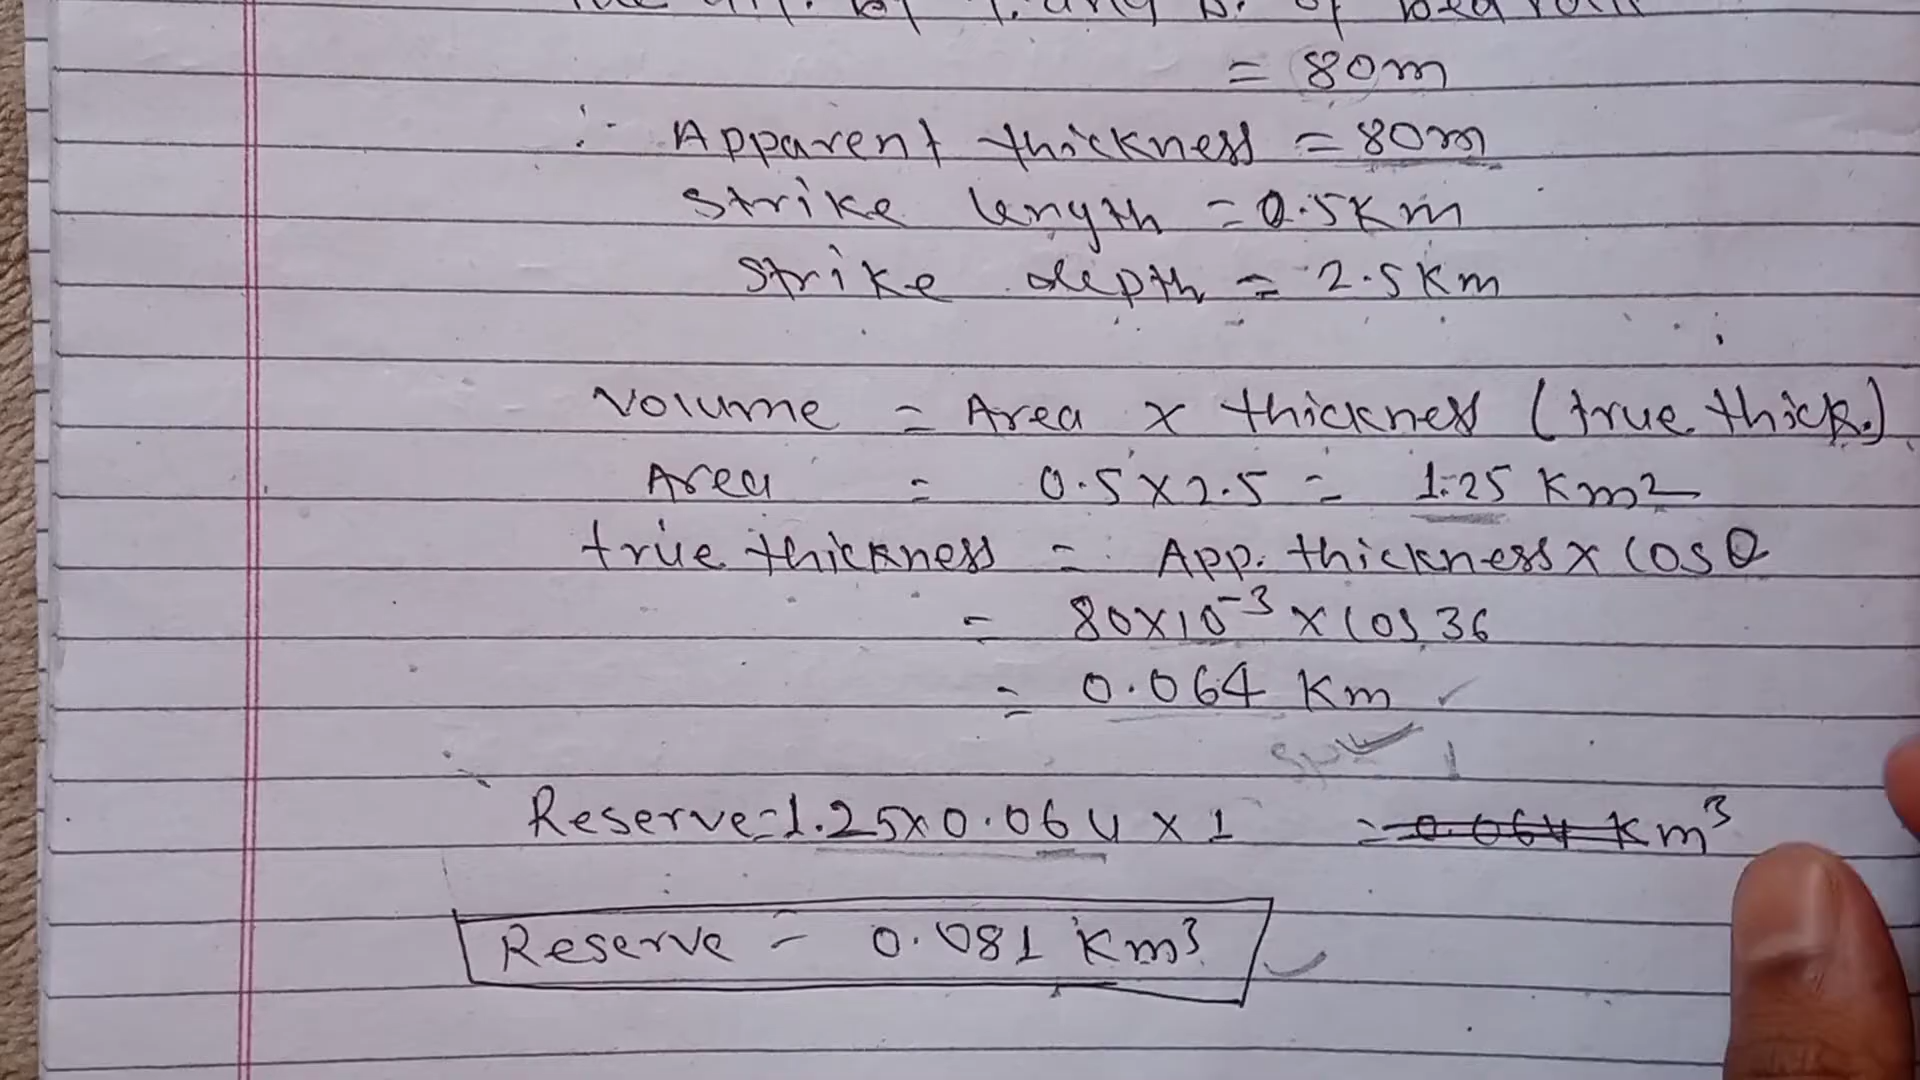 = 80m
∴ Apparent thickness = 80m
Strike length = 0.5Km
Strike depth = 2.5Km
Volume = Area x thickness (true thick.)
Area = 0.5x2.5 = 1.25 Km2
true thickness = App. thickness x Cos θ
= 80x10-3 x Cos 36
= 0.064 Km
Reserve=1.25x0.064 x 1 = 0.064 Km3
Reserve = 0.081 Km3